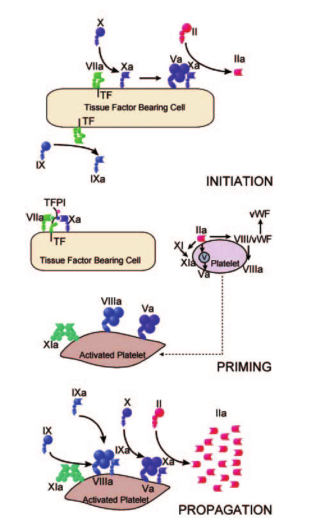 X
II
VIIa
Xa
Va
Xa
IIa
TF
Tissue Factor Bearing Cell
TF
IX
IXa
INITIATION
TFPI
VIIa
Xa
TF
Tissue Factor Bearing Cell
vWF
IIa
XI
VIII/vWF
V
Platelet
XIa
Va
VIIIa
VIIIa
Va
XIa
Activated Platelet
PRIMING
IXa
X
II
IIa
IX
IXa
Xa
XIa
VIIIa
Va
Activated Platelet
PROPAGATION